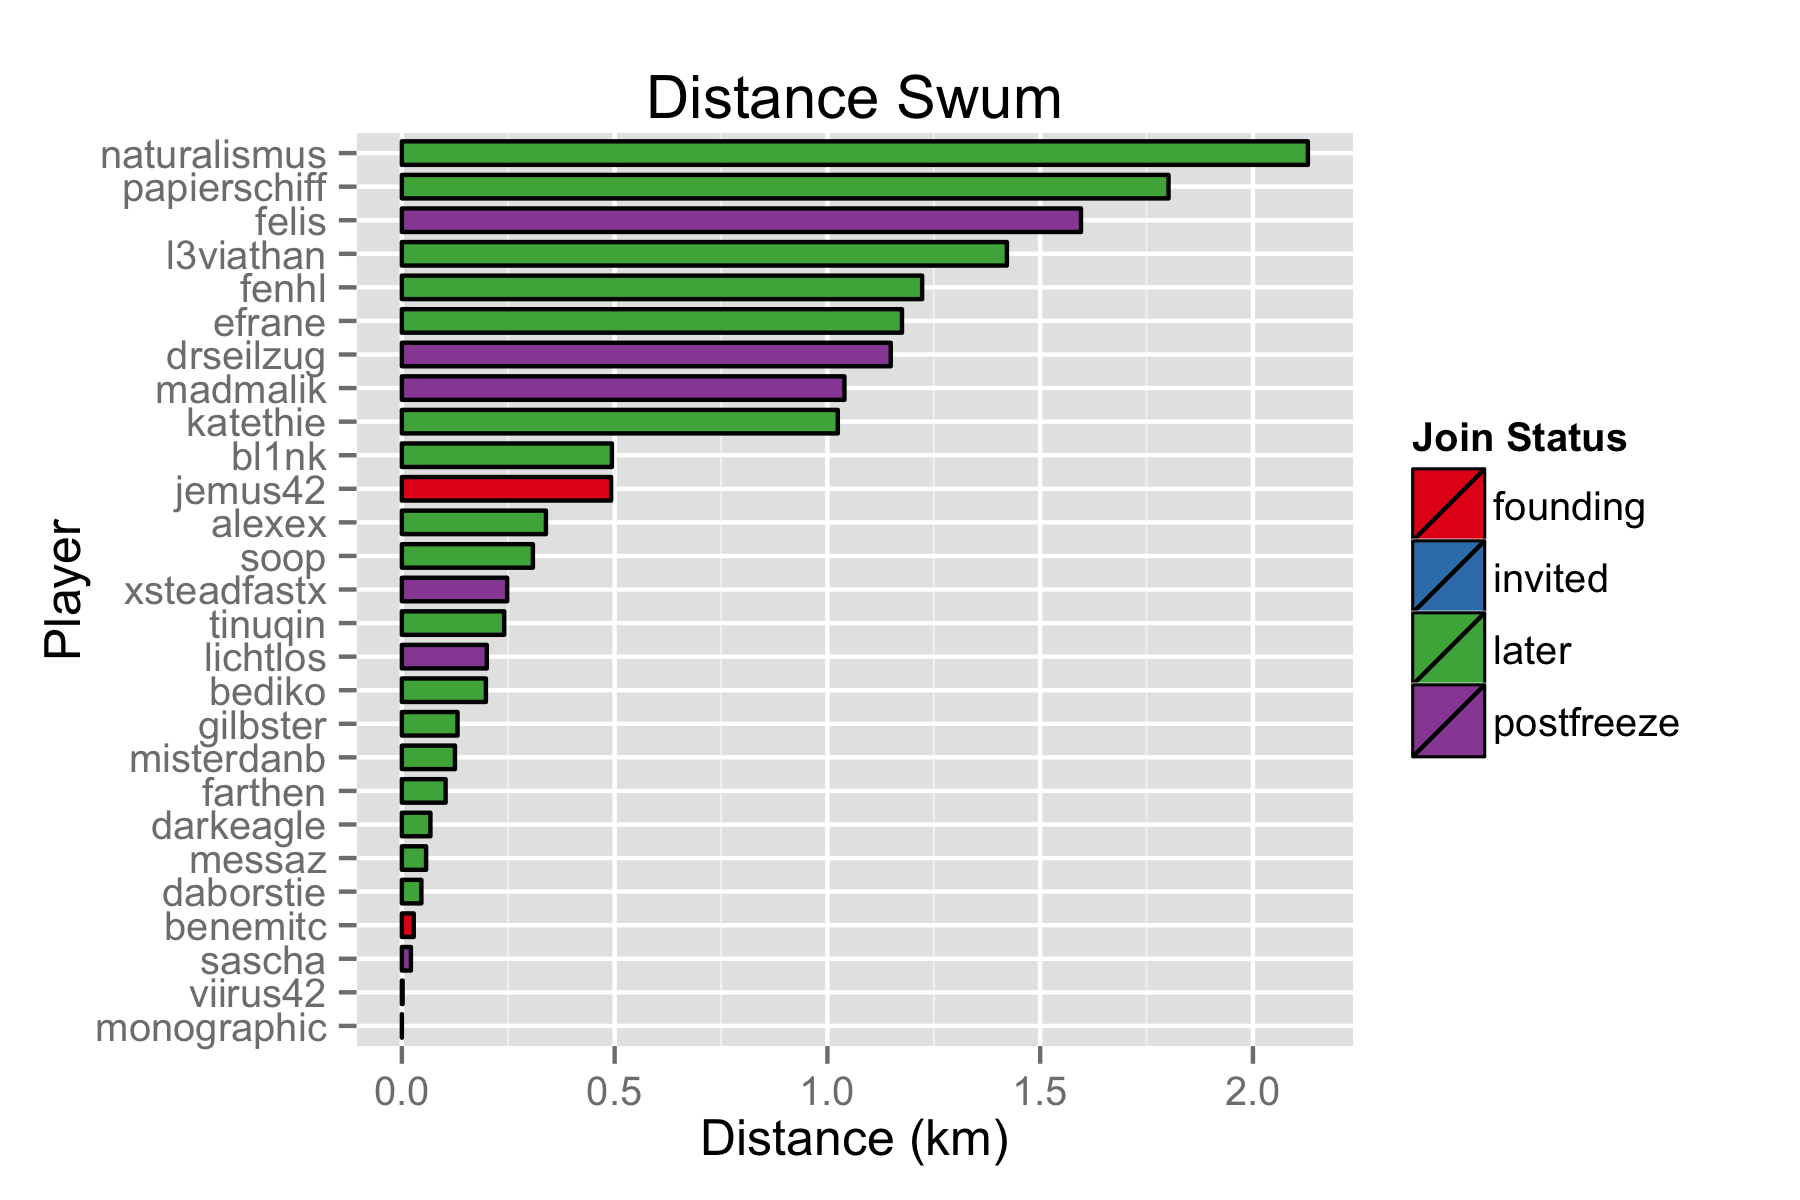 Distance Swum
naturalismus
papierschiff
felis
l3viathan
fenhl
efrane
drseilzug
madmalik
katethie
bl1nk
jemus42
alexex
soop
xsteadfastx
tinuqin
lichtlos
bediko
gilbster
misterdanb
farthen
darkeagle
messaz
daborstie
benemitc
sascha
viirus42
monographic
Player
0.0 0.5 1.0 1.5 2.0
Distance (km)
Join Status
founding
invited
later
postfreeze